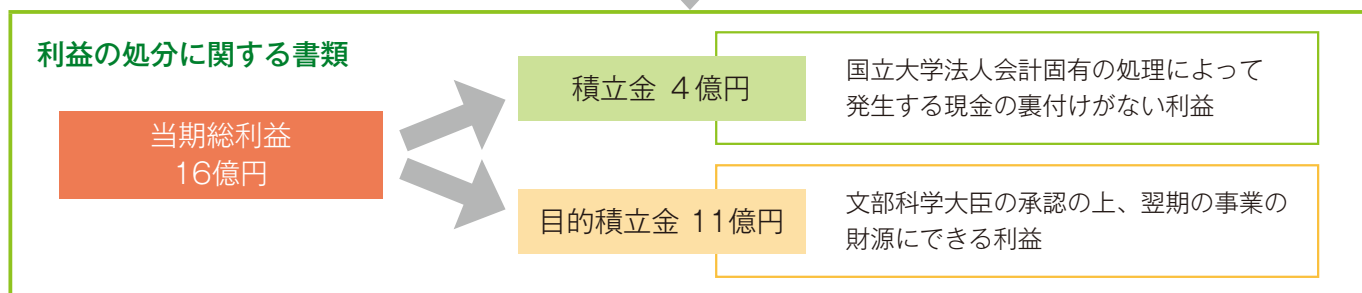 利益の処分に関する書類
当期総利益
16億円
積立金 4億円
国立大学法人会計固有の処理によって
発生する現金の裏付けがない利益
目的積立金 11億円
文部科学大臣の承認の上、翌期の事業の
財源にできる利益